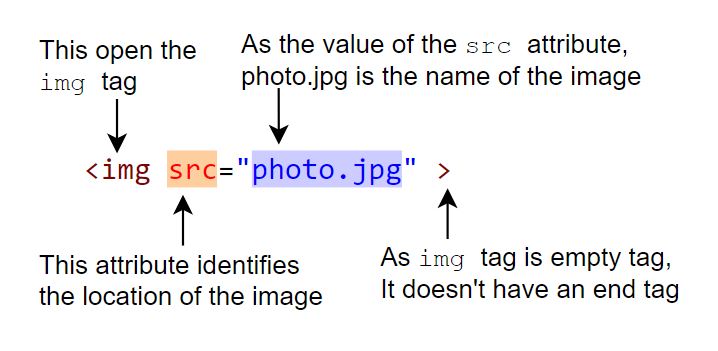 This open the
img tag
As the value of the src attribute,
photo.jpg is the name of the image
<img src="photo.jpg" >
This attribute identifies
the location of the image
As img tag is empty tag,
It doesn't have an end tag